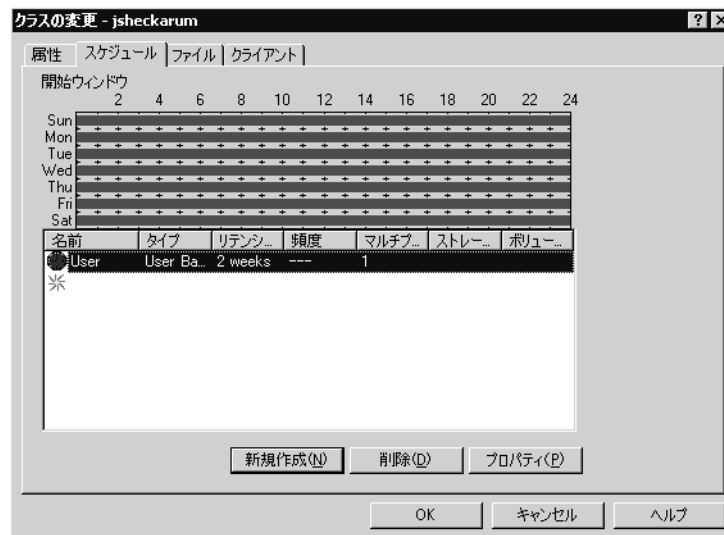 クラスの変更 - jsheckarum
属性 スケジュール ファイル クライアント
開始ウィンドウ
2 4 6 8 10 12 14 16 18 20 22 24
Sun
Mon
Tue
Wed
Thu
Fri
Sat
名前 タイプ リテンシ... 頻度 マルチプ... ストレー... ボリュー...
User User Ba... 2 weeks --- 1
新規作成(N) 削除(D) プロパティ(P)
OK キャンセル ヘルプ